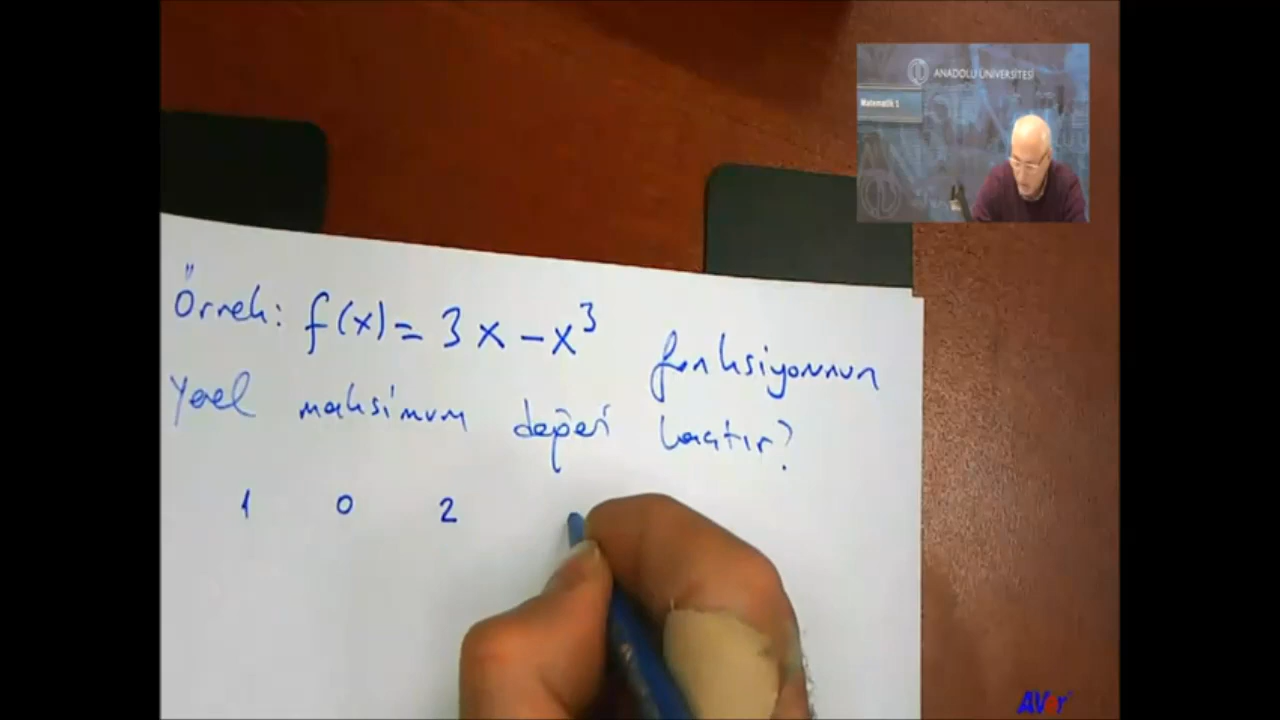 ANADOLU ÜNİVERSİTESİ
Matematik 1
Örnek: f(x) = 3x - x³ fonksiyonunun
Yerel maksimum değeri kaçtır?
1 0 2
AVer